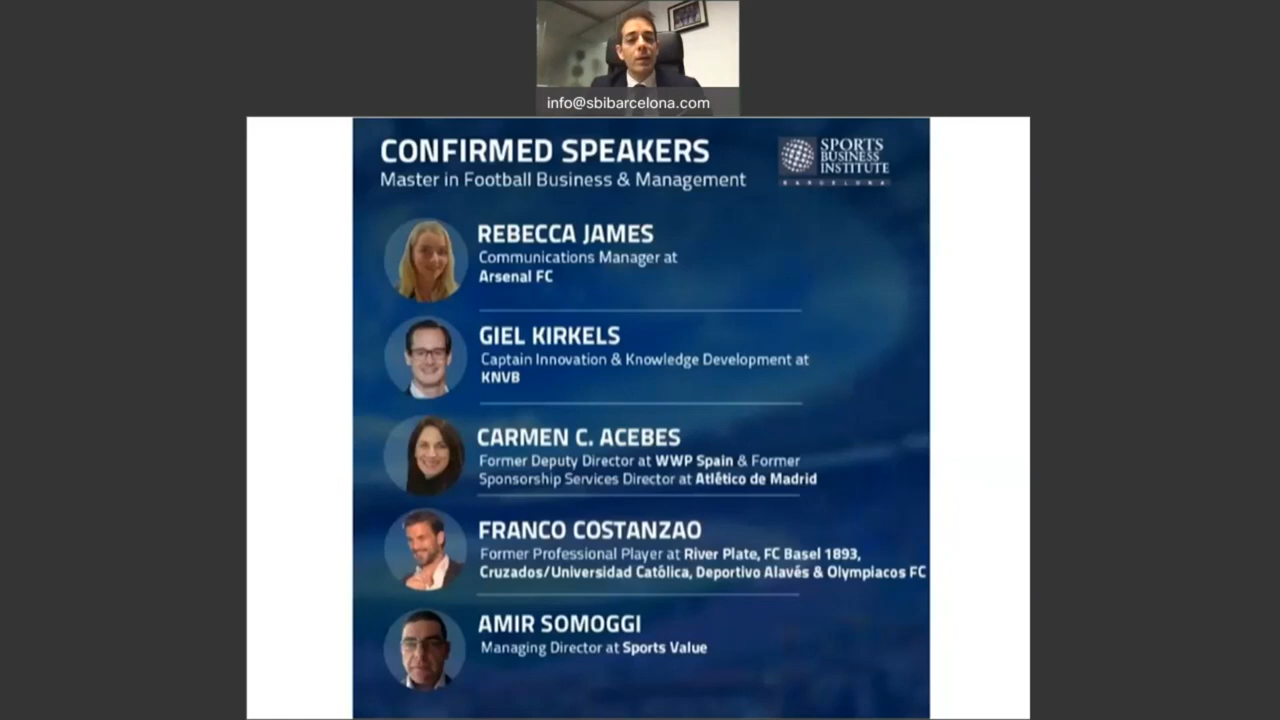 info@sbibarcelona.com
CONFIRMED SPEAKERS
Master in Football Business & Management
SPORTS
BUSINESS
INSTITUTE
BARCELONA
REBECCA JAMES
Communications Manager at
Arsenal FC
GIEL KIRKELS
Captain Innovation & Knowledge Development at
KNVB
CARMEN C. ACEBES
Former Deputy Director at WWP Spain & Former
Sponsorship Services Director at Atlético de Madrid
FRANCO COSTANZAO
Former Professional Player at River Plate, FC Basel 1893,
Cruzados/Universidad Católica, Deportivo Alavés & Olympiacos FC
AMIR SOMOGGI
Managing Director at Sports Value